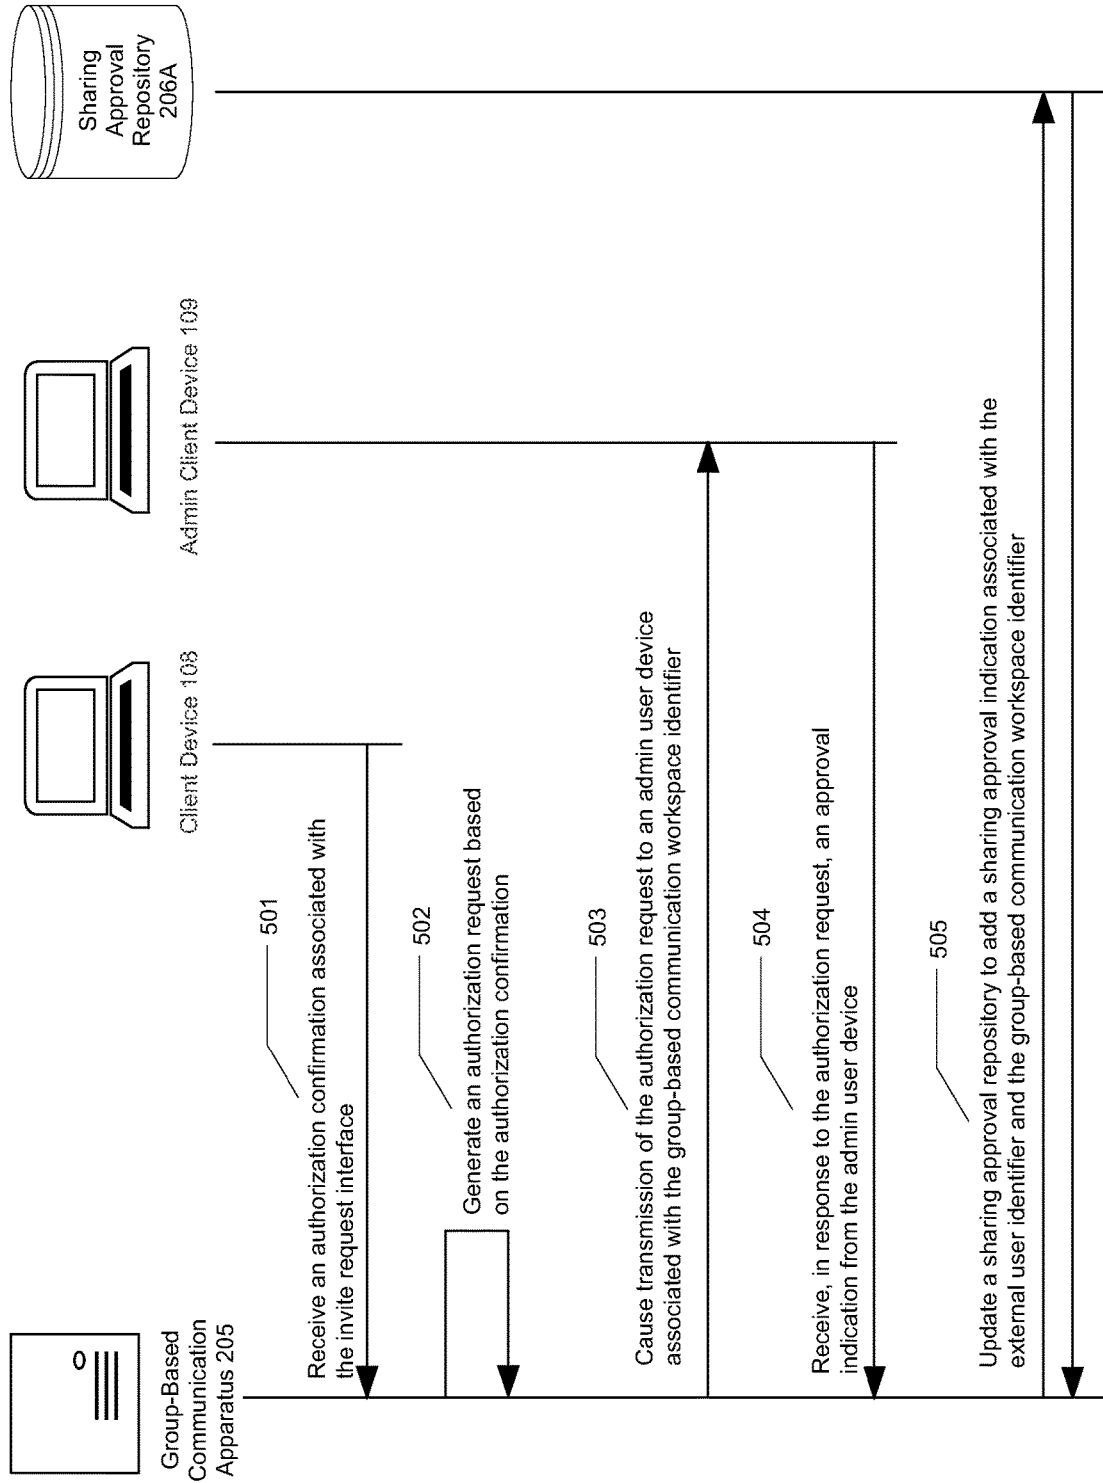 Group-Based
Communication
Apparatus 205
Client Device 108
Admin Client Device 109
Sharing
Approval
Repository
206A
501
Receive an authorization confirmation associated with
the invite request interface
502
Generate an authorization request based
on the authorization confirmation
503
Cause transmission of the authorization request to an admin user device
associated with the group-based communication workspace identifier
504
Receive, in response to the authorization request, an approval
indication from the admin user device
505
Update a sharing approval repository to add a sharing approval indication associated with the
external user identifier and the group-based communication workspace identifier